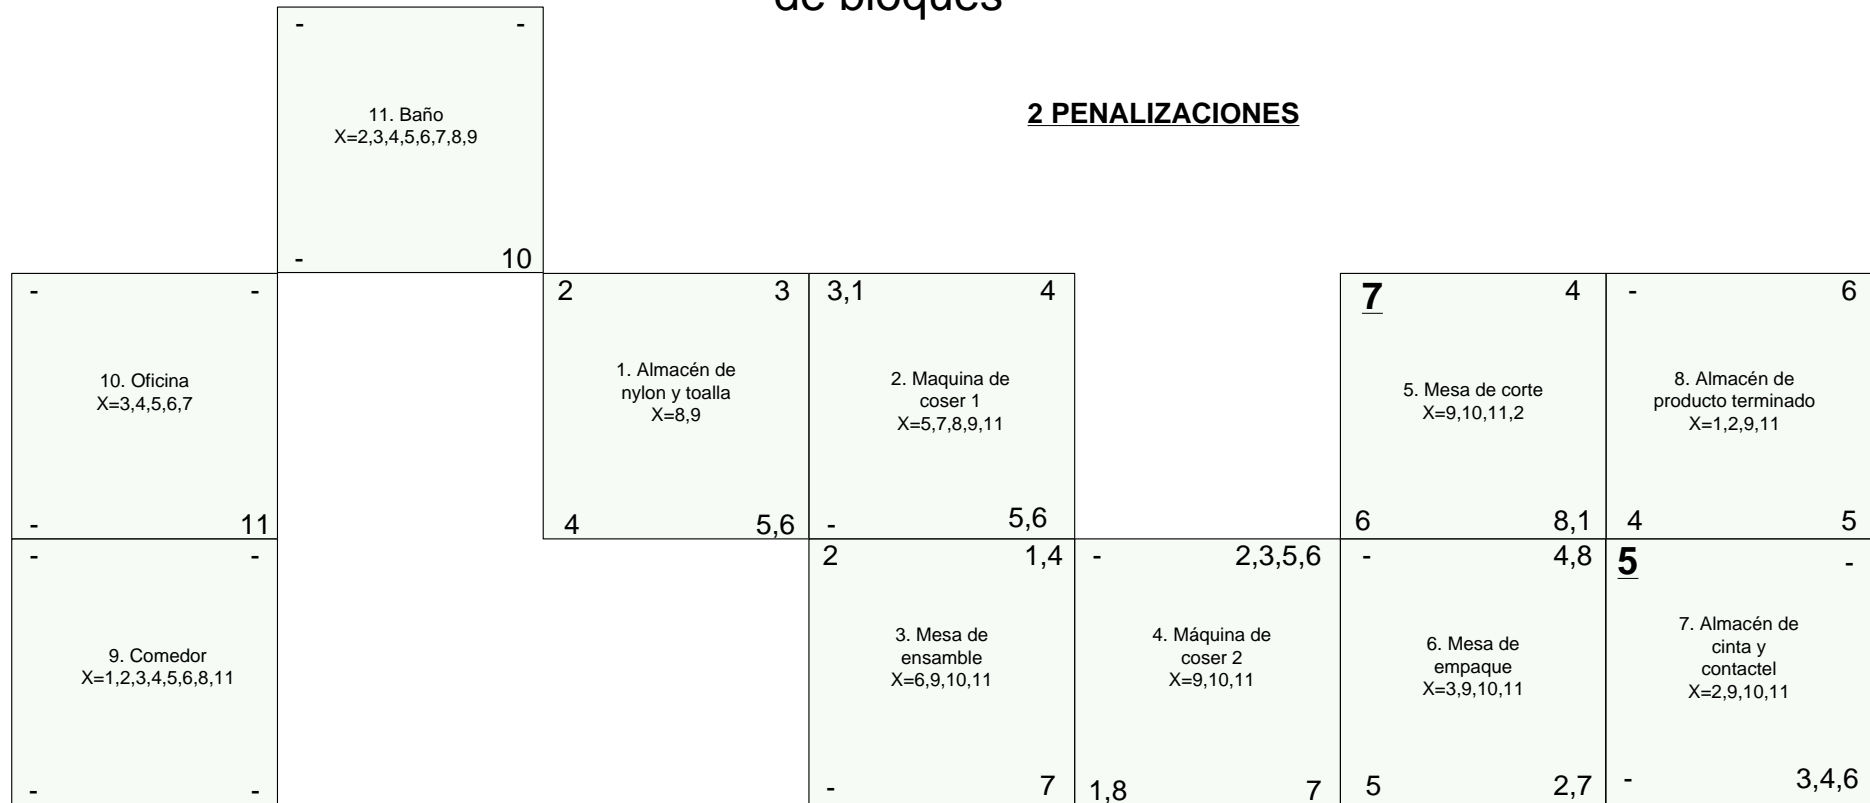 de bloques
- -
11. Baño
X=2,3,4,5,6,7,8,9
- 10
2 PENALIZACIONES
- -
10. Oficina
X=3,4,5,6,7
- 11
2 3
1. Almacén de
nylon y toalla
X=8,9
4 5,6
3,1 4
2. Maquina de
coser 1
X=5,7,8,9,11
- 5,6
7 4
5. Mesa de corte
X=9,10,11,2
6 8,1
- 6
8. Almacén de
producto terminado
X=1,2,9,11
4 5
- -
9. Comedor
X=1,2,3,4,5,6,8,11
- -
2 1,4
3. Mesa de
ensamble
X=6,9,10,11
- 7
- 2,3,5,6
4. Máquina de
coser 2
X=9,10,11
1,8 7
- 4,8
6. Mesa de
empaque
X=3,9,10,11
5 2,7
5 -
7. Almacén de
cinta y
contactel
X=2,9,10,11
- 3,4,6